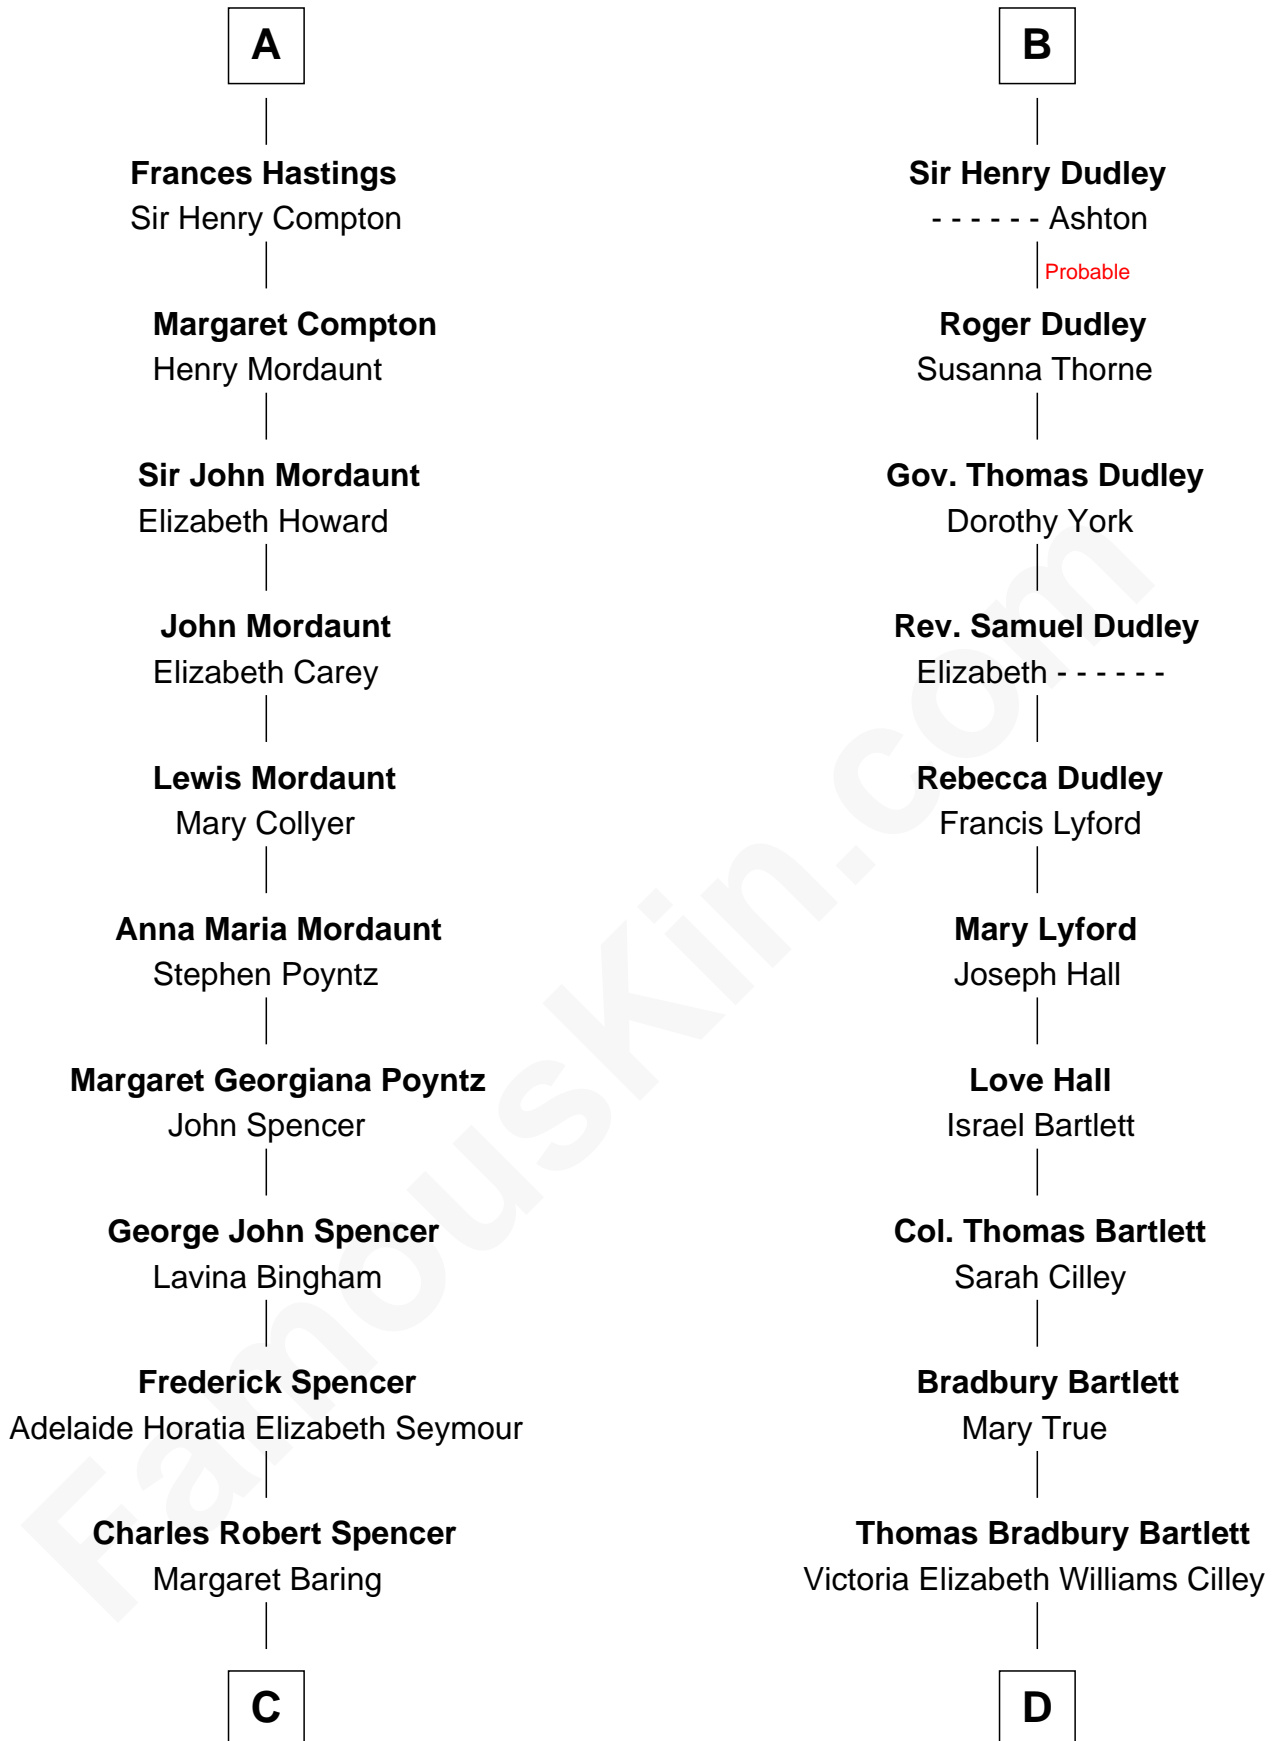 A
Frances Hastings
Sir Henry Compton
Margaret Compton
Henry Mordaunt
Sir John Mordaunt
Elizabeth Howard
John Mordaunt
Elizabeth Carey
Lewis Mordaunt
Mary Collyer
Anna Maria Mordaunt
Stephen Poyntz
Margaret Georgiana Poyntz
John Spencer
George John Spencer
Lavina Bingham
Frederick Spencer
Adelaide Horatia Elizabeth Seymour
Charles Robert Spencer
Margaret Baring
C
B
Sir Henry Dudley
- - - - - - Ashton
Probable
Roger Dudley
Susanna Thorne
Gov. Thomas Dudley
Dorothy York
Rev. Samuel Dudley
Elizabeth - - - - - -
Rebecca Dudley
Francis Lyford
Mary Lyford
Joseph Hall
Love Hall
Israel Bartlett
Col. Thomas Bartlett
Sarah Cilley
Bradbury Bartlett
Mary True
Thomas Bradbury Bartlett
Victoria Elizabeth Williams Cilley
D
FamousKin.com